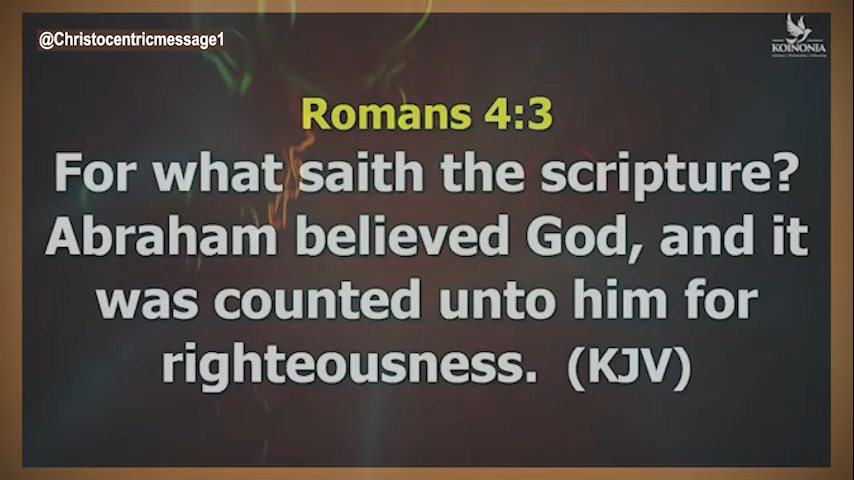 @Christocentricmessage1
KOINONIA
Romans 4:3
For what saith the scripture?
Abraham believed God, and it
was counted unto him for
righteousness. (KJV)